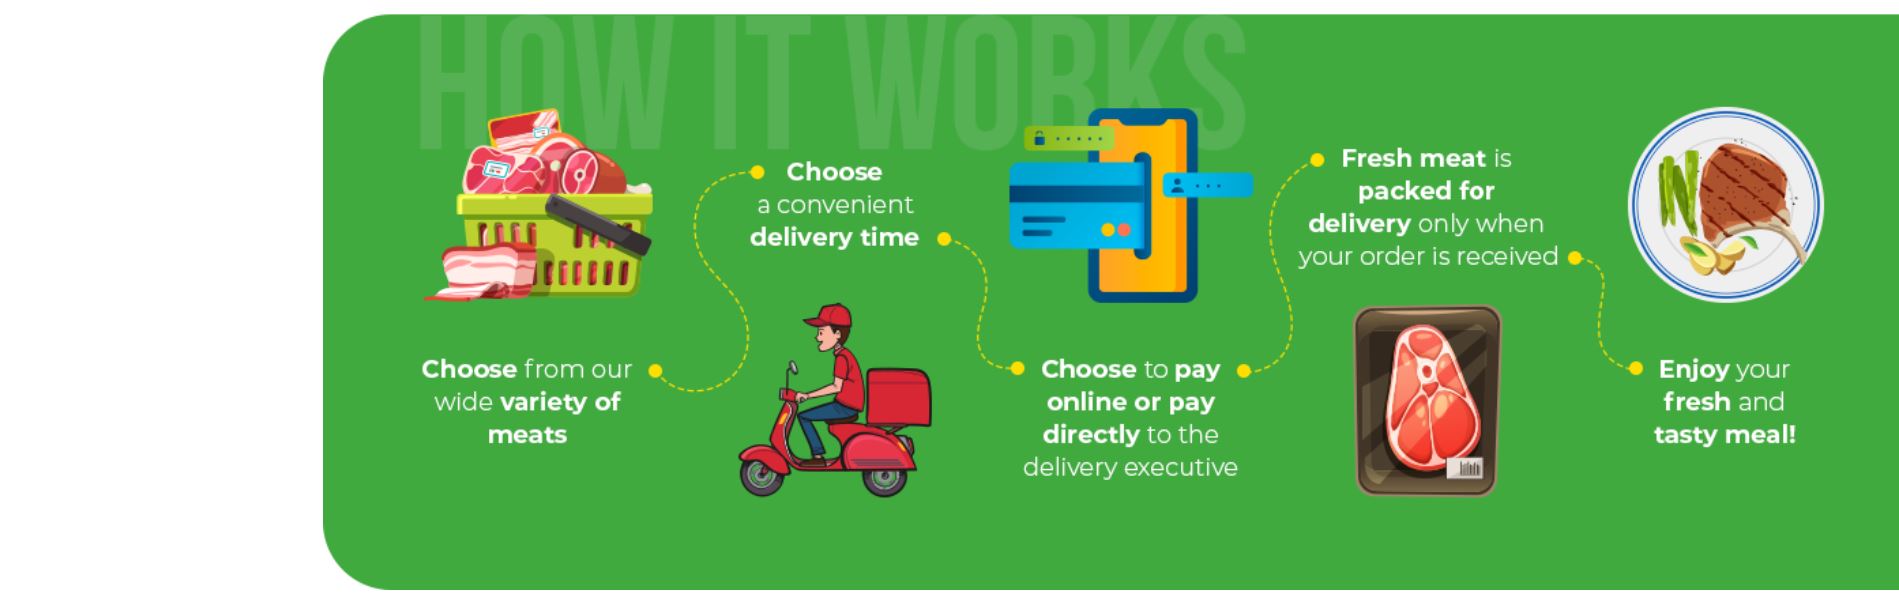 HOW IT WORKS
Choose from our
wide variety of
meats
Choose
a convenient
delivery time
Choose to pay
online or pay
directly to the
delivery executive
Fresh meat is
packed for
delivery only when
your order is received
Enjoy your
fresh and
tasty meal!